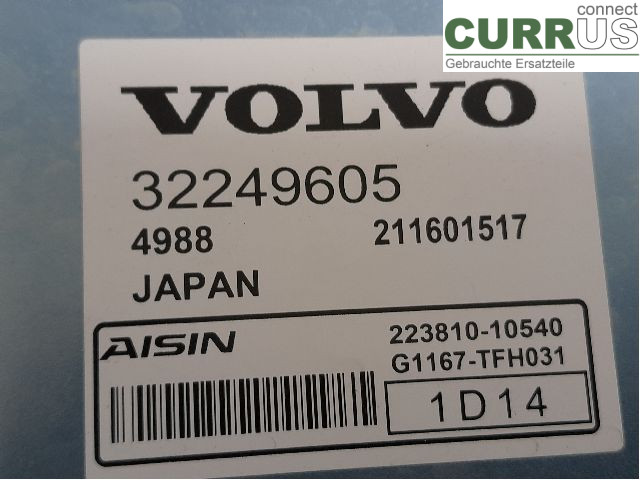 connect
CURRUS
Gebrauchte Ersatzteile
VOLVO
32249605
4988 211601517
JAPAN
AISIN 223810-10540
G1167-TFH031
1D14